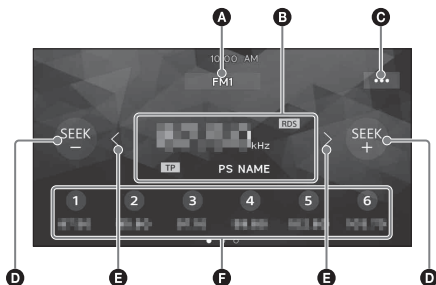 A B C
10:00 AM
FM1
RDS
SEEK − kHz SEEK +
TP PS NAME
1 2 3 4 5 6
D E F E D